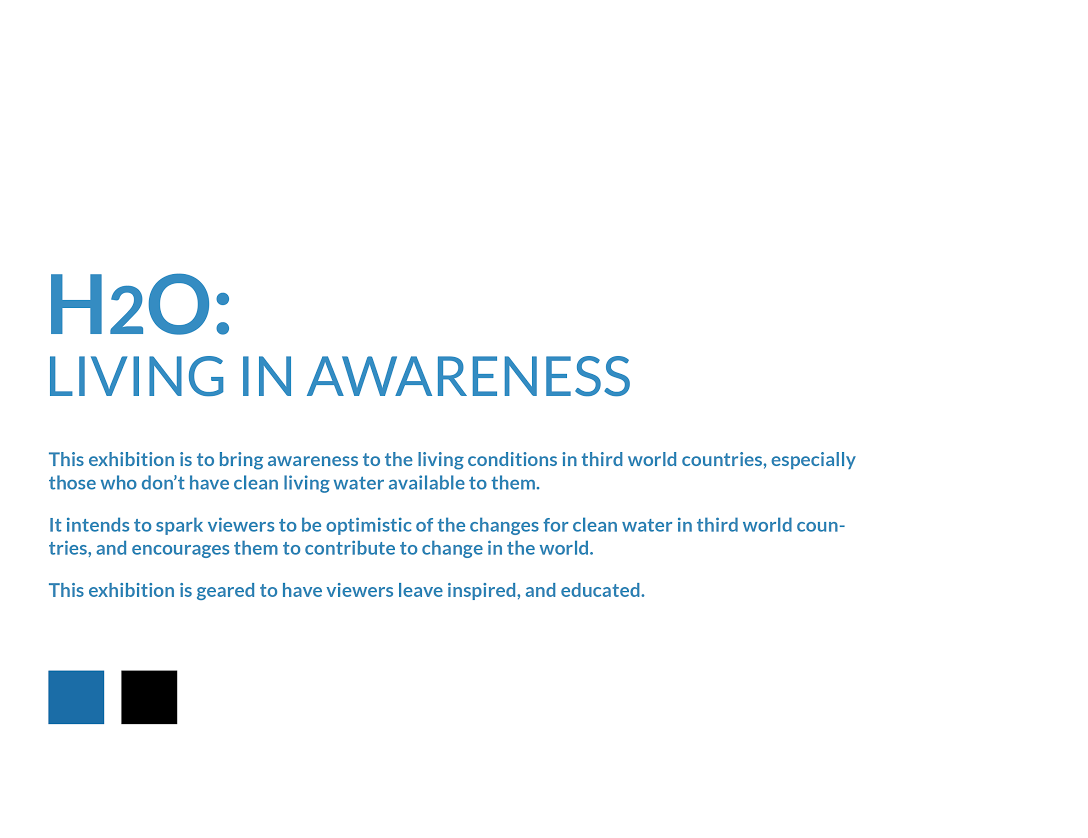 H2O:
LIVING IN AWARENESS
This exhibition is to bring awareness to the living conditions in third world countries, especially
those who don’t have clean living water available to them.
It intends to spark viewers to be optimistic of the changes for clean water in third world coun-
tries, and encourages them to contribute to change in the world.
This exhibition is geared to have viewers leave inspired, and educated.